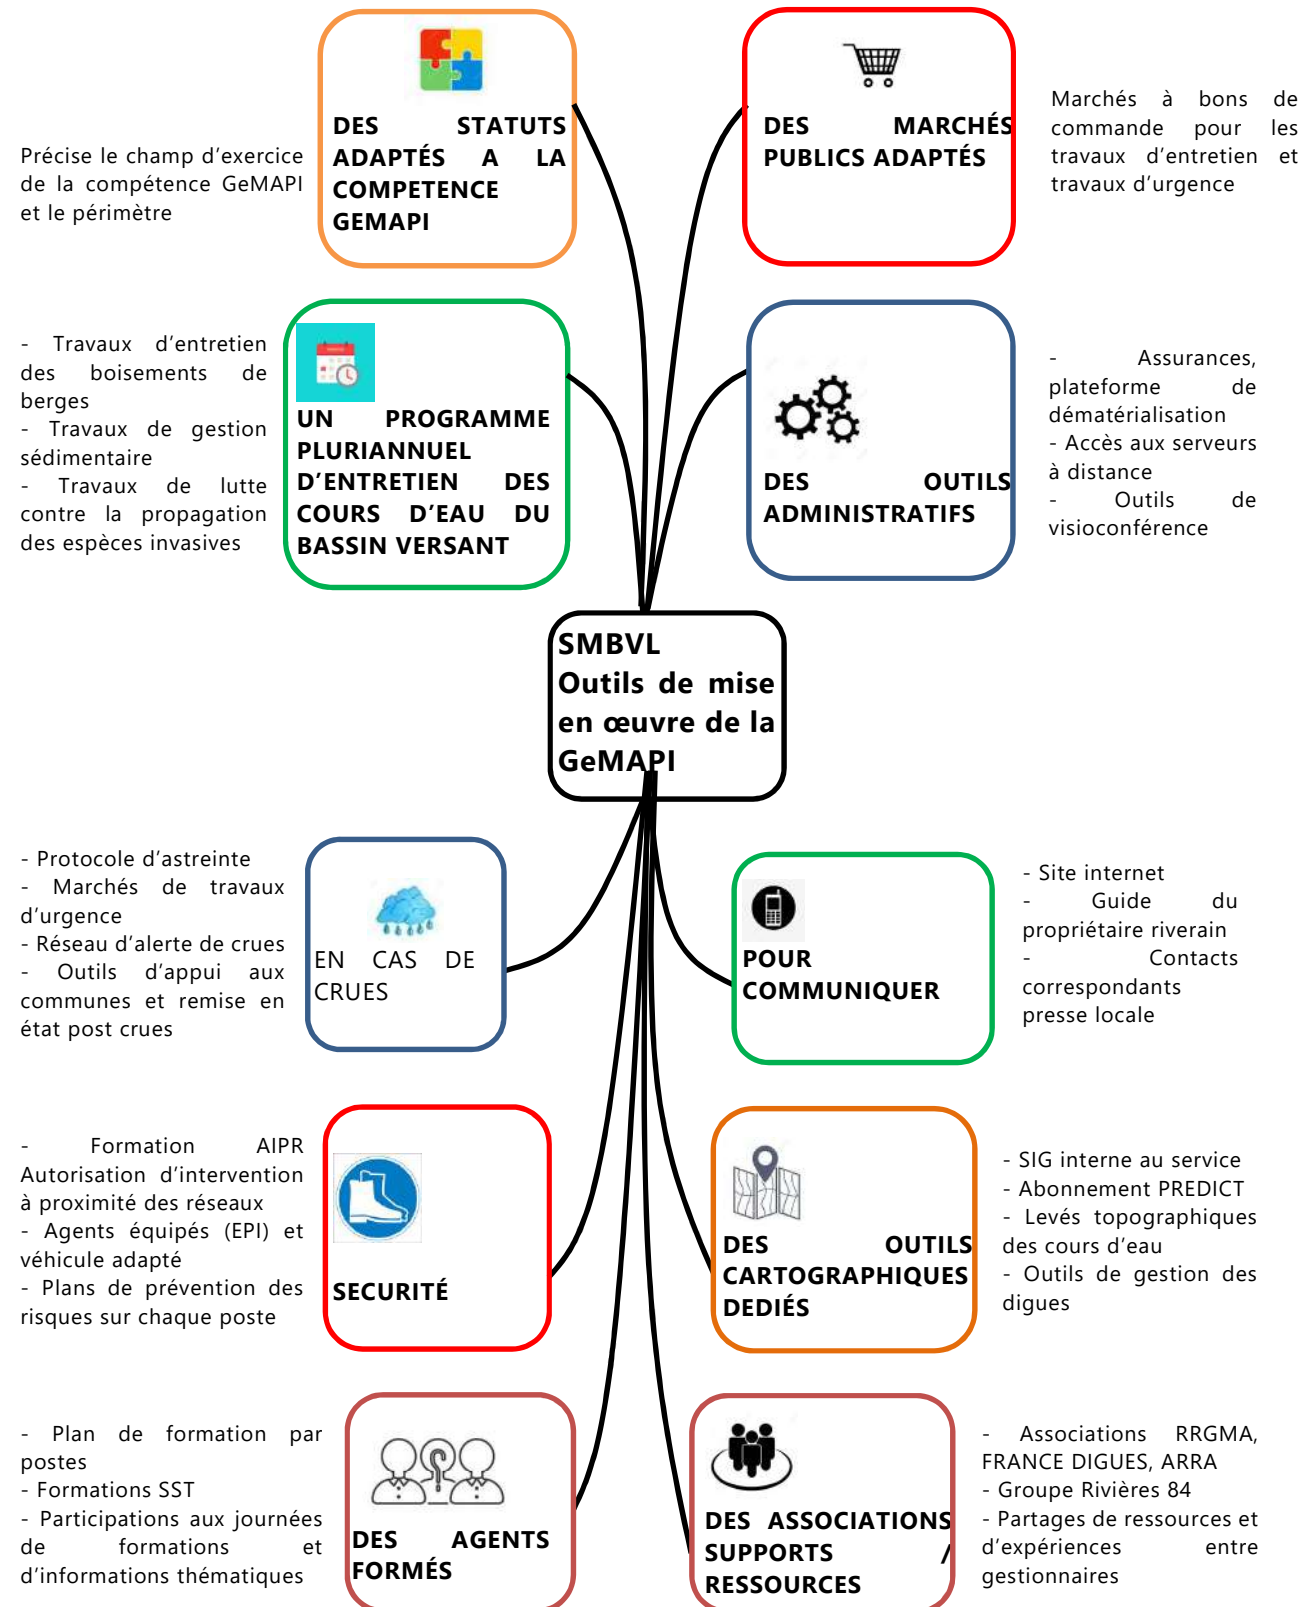 Précise le champ d’exercice
de la compétence GeMAPI
et le périmètre
DES STATUTS
ADAPTÉS A LA
COMPETENCE
GEMAPI
DES MARCHÉS
PUBLICS ADAPTÉS
Marchés à bons de
commande pour les
travaux d’entretien et
travaux d’urgence
- Travaux d’entretien
des boisements de
berges
- Travaux de gestion
sédimentaire
- Travaux de lutte
contre la propagation
des espèces invasives
UN PROGRAMME
PLURIANNUEL
D’ENTRETIEN DES
COURS D’EAU DU
BASSIN VERSANT
DES OUTILS
ADMINISTRATIFS
- Assurances,
plateforme de
dématérialisation
- Accès aux serveurs
à distance
- Outils de
visioconférence
SMBVL
Outils de mise
en œuvre de la
GeMAPI
- Protocole d’astreinte
- Marchés de travaux
d’urgence
- Réseau d’alerte de crues
- Outils d’appui aux
communes et remise en
état post crues
EN CAS DE
CRUES
POUR
COMMUNIQUER
- Site internet
- Guide du
propriétaire riverain
- Contacts
correspondants
presse locale
- Formation AIPR
Autorisation d’intervention
à proximité des réseaux
- Agents équipés (EPI) et
véhicule adapté
- Plans de prévention des
risques sur chaque poste
SECURITÉ
DES OUTILS
CARTOGRAPHIQUES
DEDIÉS
- SIG interne au service
- Abonnement PREDICT
- Levés topographiques
des cours d’eau
- Outils de gestion des
digues
- Plan de formation par
postes
- Formations SST
- Participations aux journées
de formations et
d’informations thématiques
DES AGENTS
FORMÉS
DES ASSOCIATIONS
SUPPORTS /
RESSOURCES
- Associations RRGMA,
FRANCE DIGUES, ARRA
- Groupe Rivières 84
- Partages de ressources et
d’expériences entre
gestionnaires